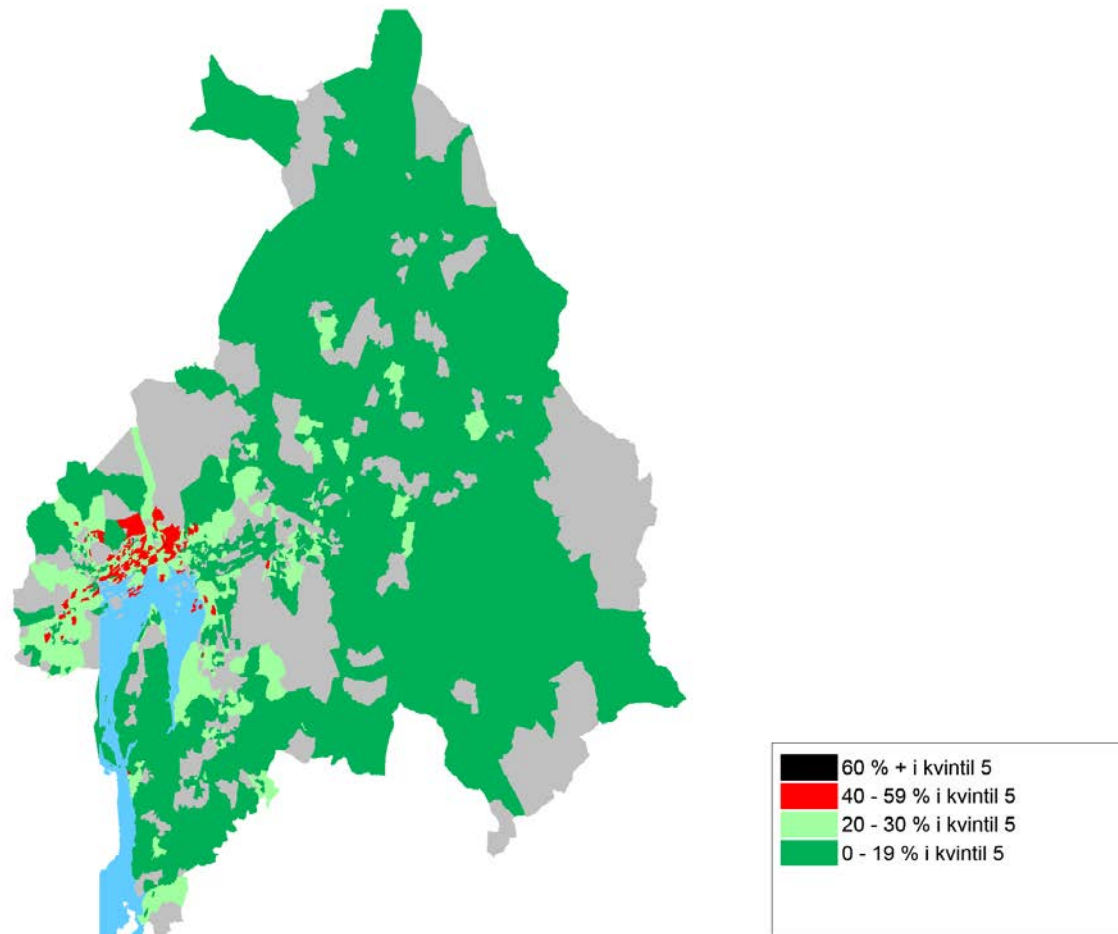 60 % + i kvintil 5
40 - 59 % i kvintil 5
20 - 30 % i kvintil 5
0 - 19 % i kvintil 5